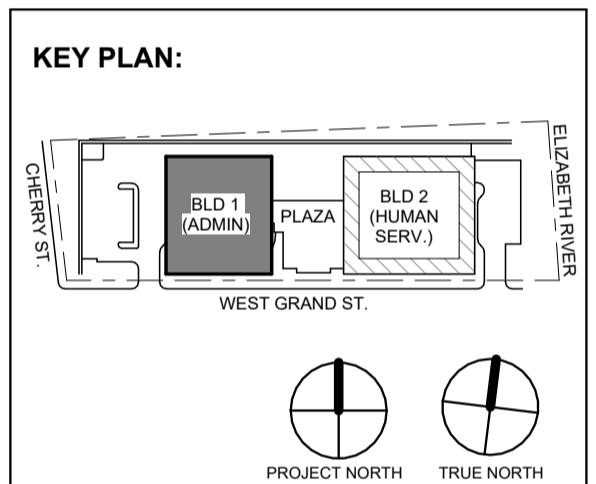 KEY PLAN:
CHERRY ST.
BLD 1
(ADMIN)
PLAZA
BLD 2
(HUMAN
SERV.)
ELIZABETH RIVER
WEST GRAND ST.
PROJECT NORTH
TRUE NORTH